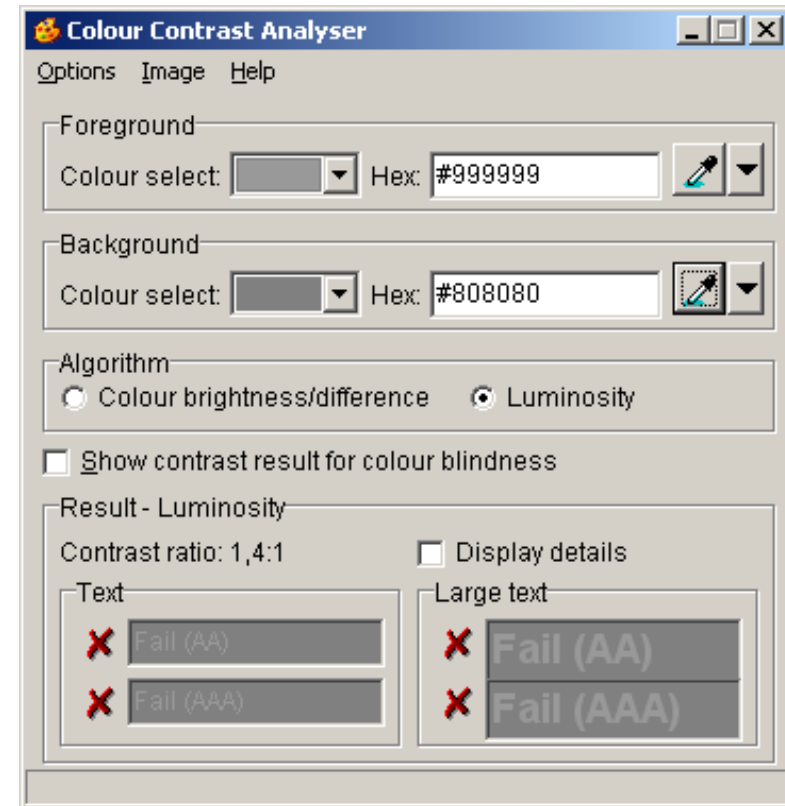 Colour Contrast Analyser
Options Image Help
Foreground
Colour select: Hex: #999999
Background
Colour select: Hex: #808080
Algorithm
Colour brightness/difference Luminosity
Show contrast result for colour blindness
Result - Luminosity
Contrast ratio: 1,4:1 Display details
Text Large text
Fail (AA) Fail (AA)
Fail (AAA) Fail (AAA)